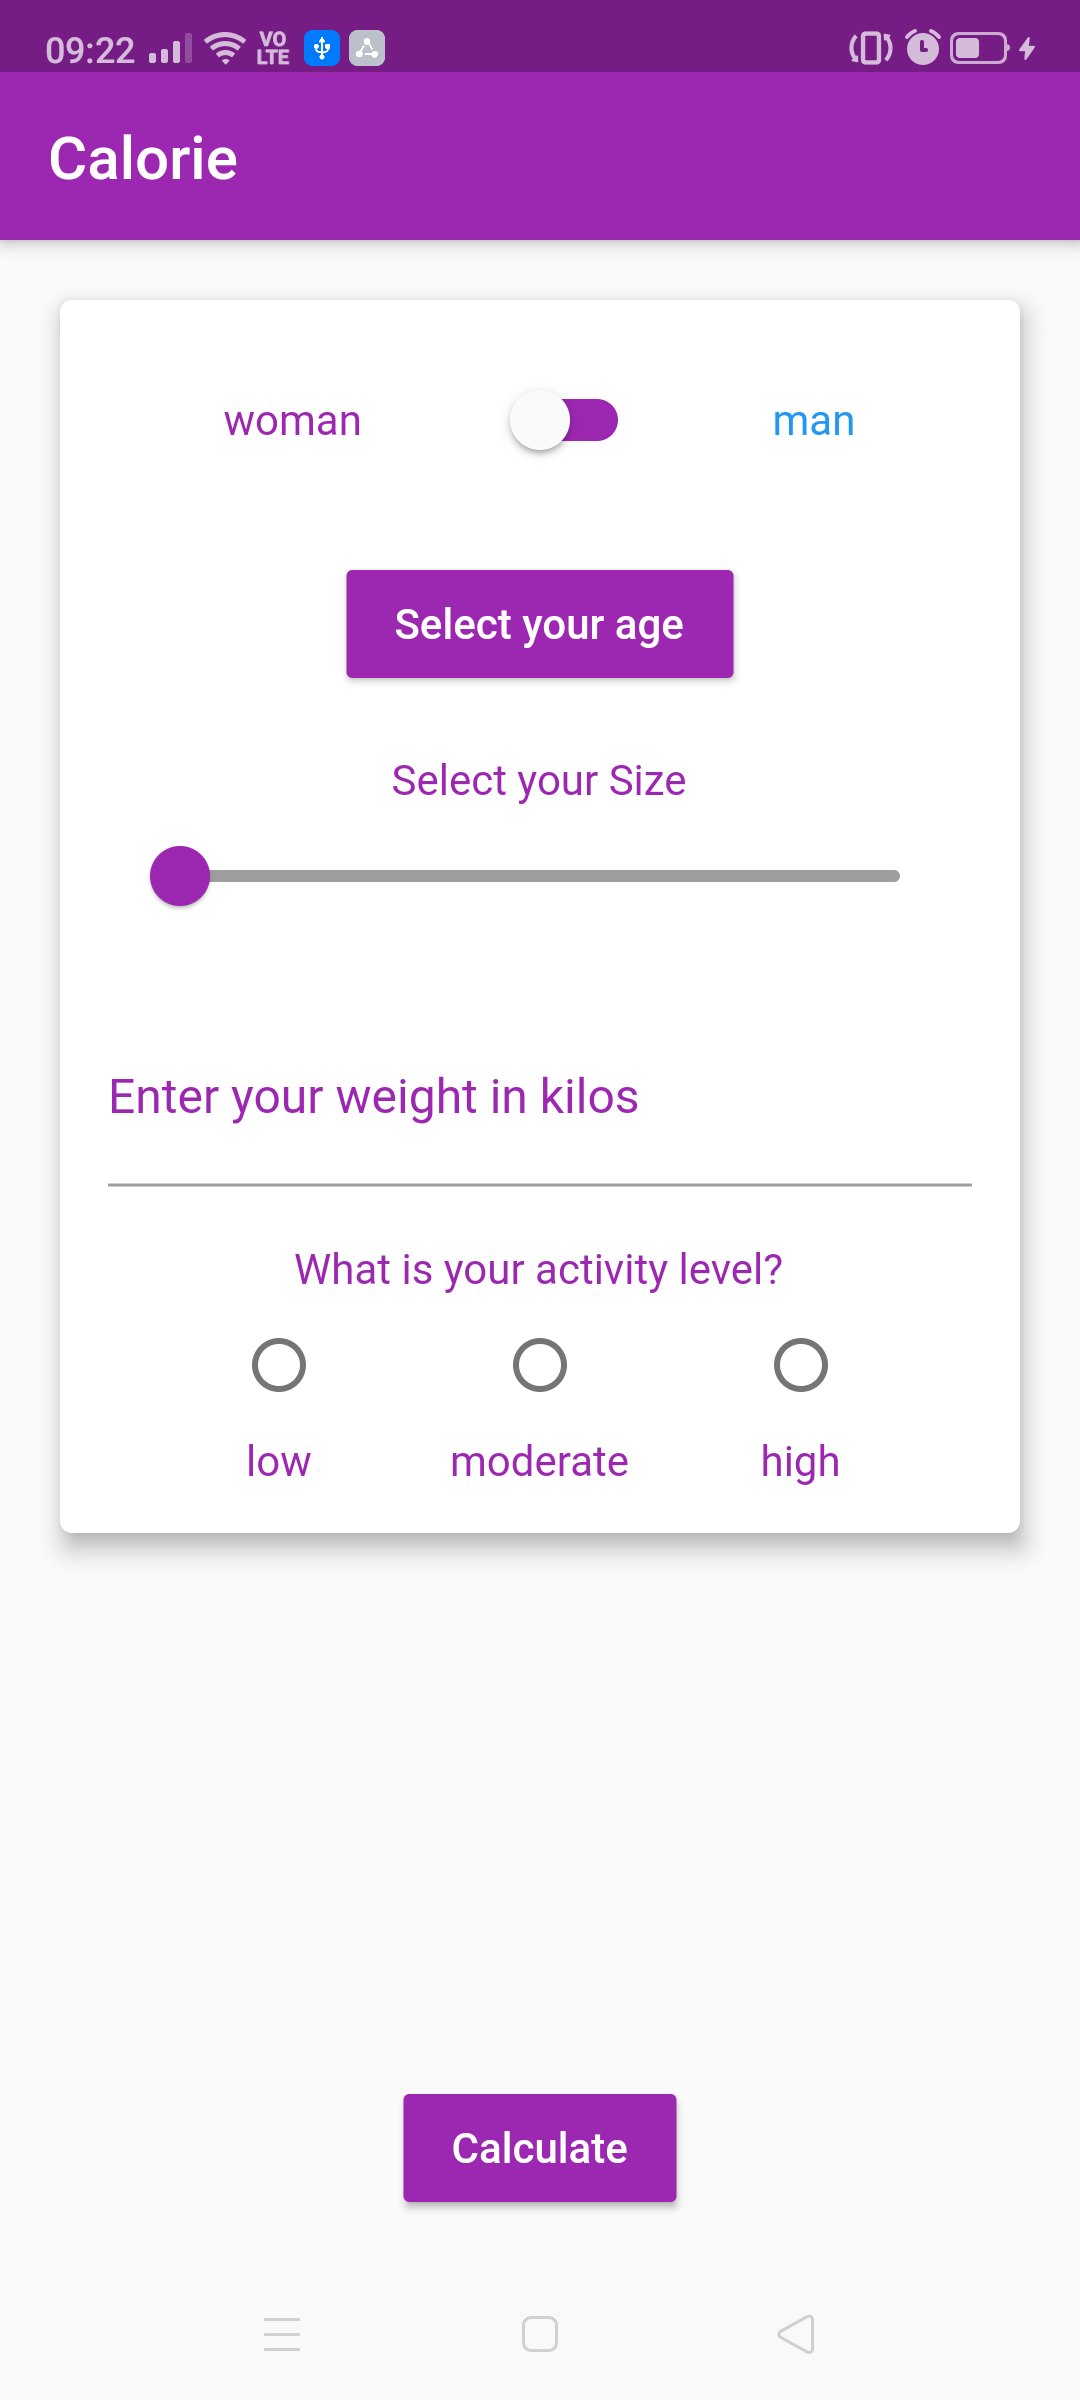 09:22 VO LTE
Calorie
woman man
Select your age
Select your Size
Enter your weight in kilos
What is your activity level?
low moderate high
Calculate